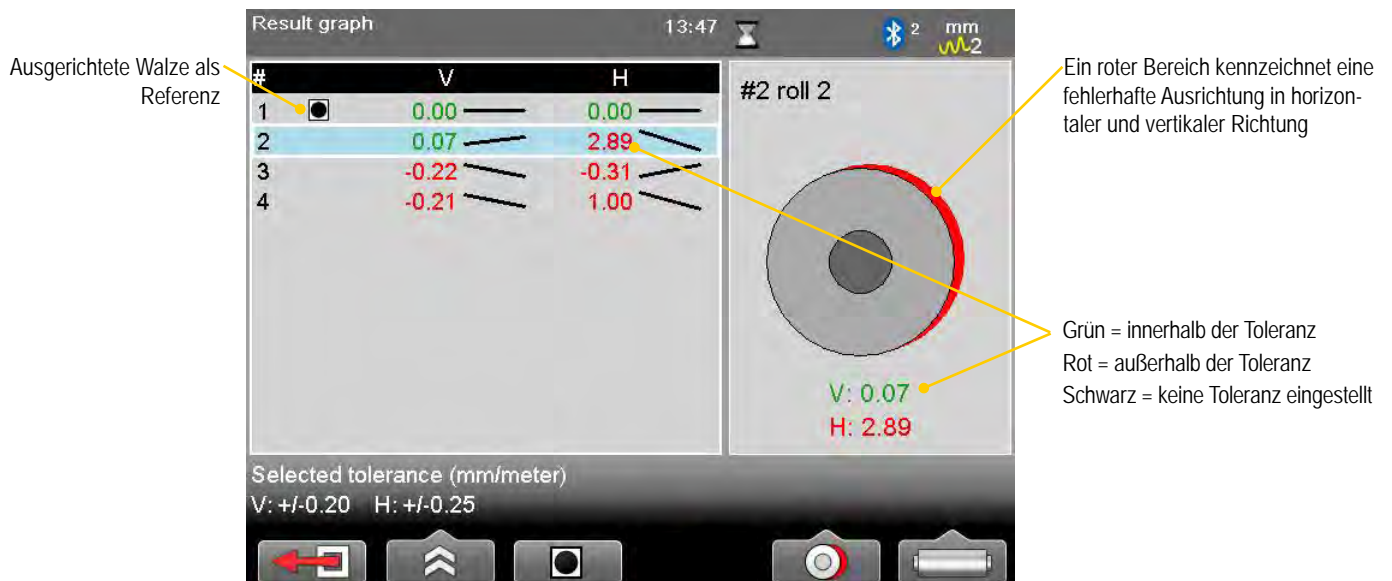 Result graph 13:47 2 mm
2
Ausgerichtete Walze als
Referenz
# V H
1 0.00 0.00
2 0.07 2.89
3 -0.22 -0.31
4 -0.21 1.00
#2 roll 2
V: 0.07
H: 2.89
Ein roter Bereich kennzeichnet eine
fehlerhafte Ausrichtung in horizon-
taler und vertikaler Richtung
Grün = innerhalb der Toleranz
Rot = außerhalb der Toleranz
Schwarz = keine Toleranz eingestellt
Selected tolerance (mm/meter)
V: +/-0.20 H: +/-0.25